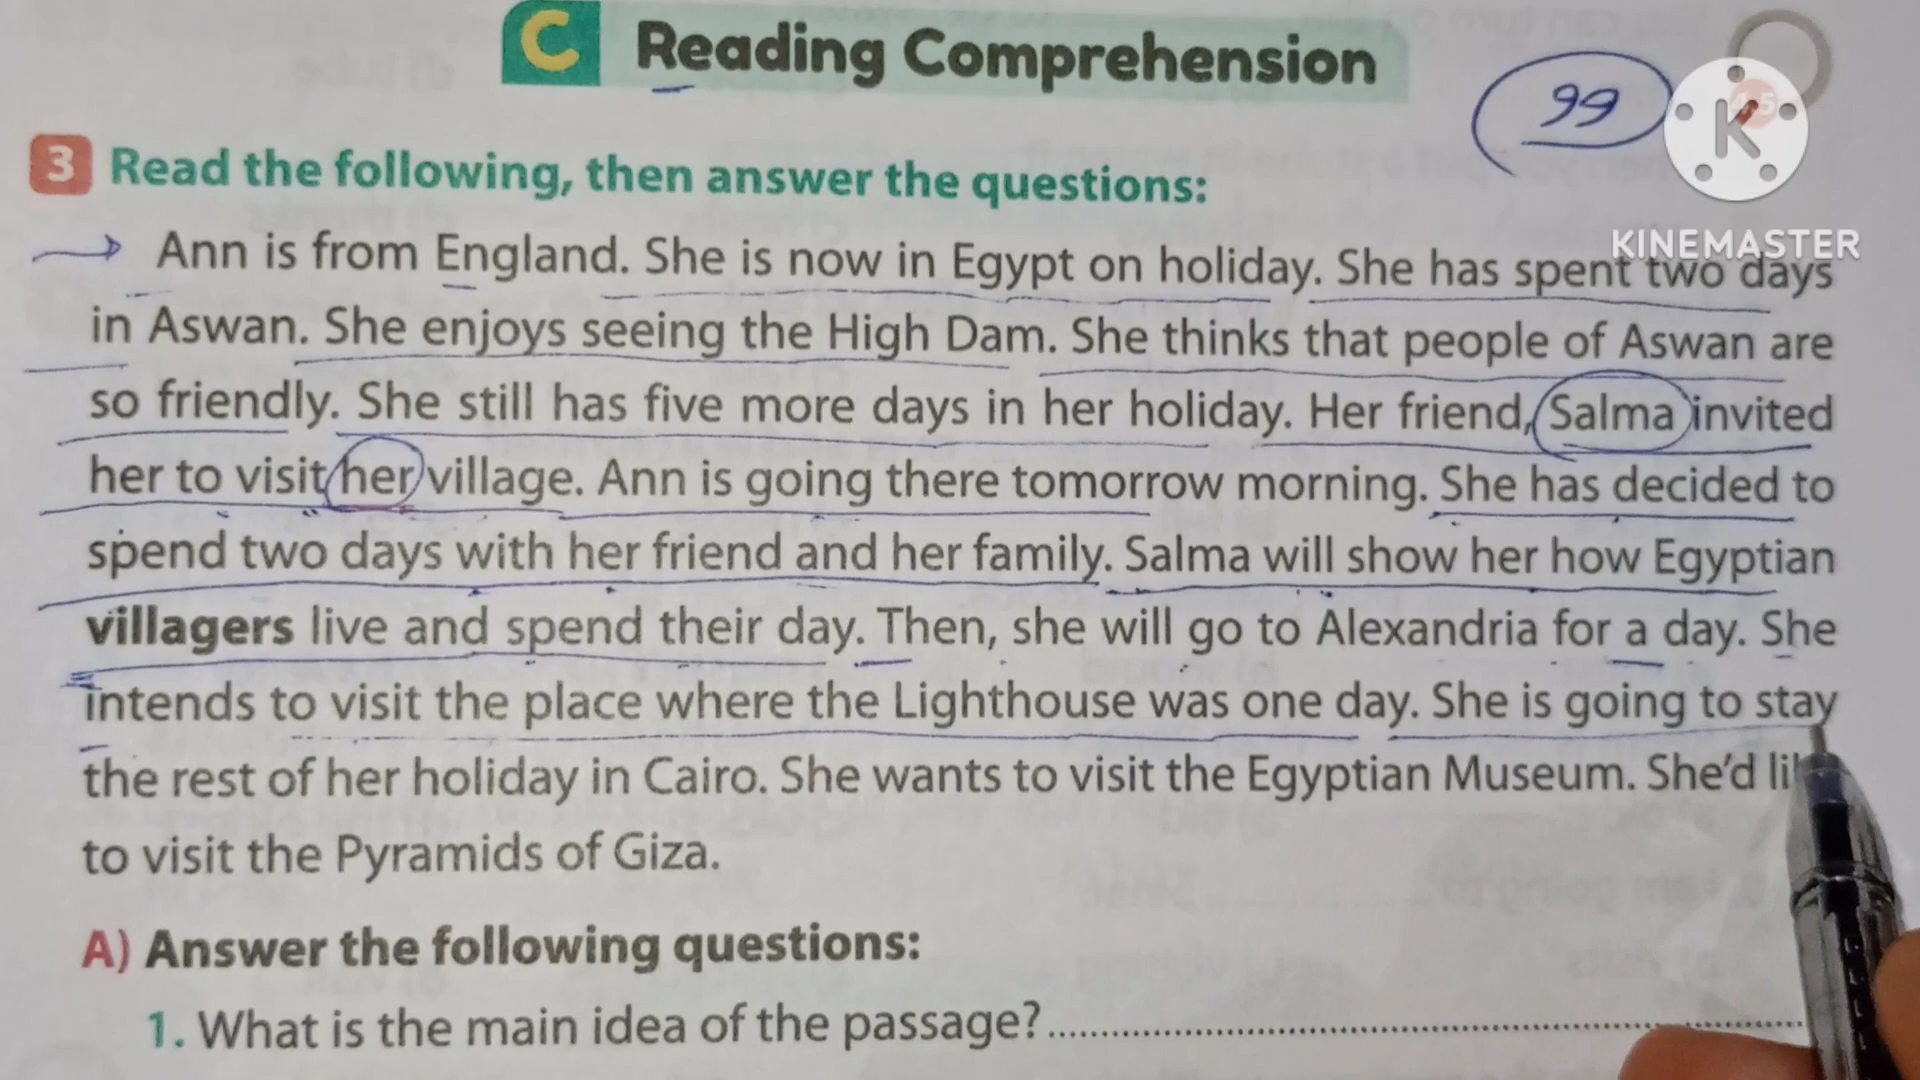 C Reading Comprehension
99
KINEMASTER
3 Read the following, then answer the questions:
Ann is from England. She is now in Egypt on holiday. She has spent two days
in Aswan. She enjoys seeing the High Dam. She thinks that people of Aswan are
so friendly. She still has five more days in her holiday. Her friend, Salma invited
her to visit her village. Ann is going there tomorrow morning. She has decided to
spend two days with her friend and her family. Salma will show her how Egyptian
villagers live and spend their day. Then, she will go to Alexandria for a day. She
intends to visit the place where the Lighthouse was one day. She is going to stay
the rest of her holiday in Cairo. She wants to visit the Egyptian Museum. She'd li
to visit the Pyramids of Giza.
A) Answer the following questions:
1. What is the main idea of the passage?